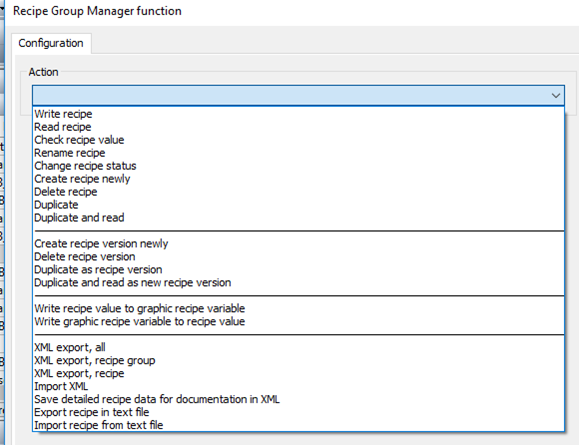 Recipe Group Manager function
Configuration
Action
Write recipe
Read recipe
Check recipe value
Rename recipe
Change recipe status
Create recipe newly
Delete recipe
Duplicate
Duplicate and read
Create recipe version newly
Delete recipe version
Duplicate as recipe version
Duplicate and read as new recipe version
Write recipe value to graphic recipe variable
Write graphic recipe variable to recipe value
XML export, all
XML export, recipe group
XML export, recipe
Import XML
Save detailed recipe data for documentation in XML
Export recipe in text file
Import recipe from text file